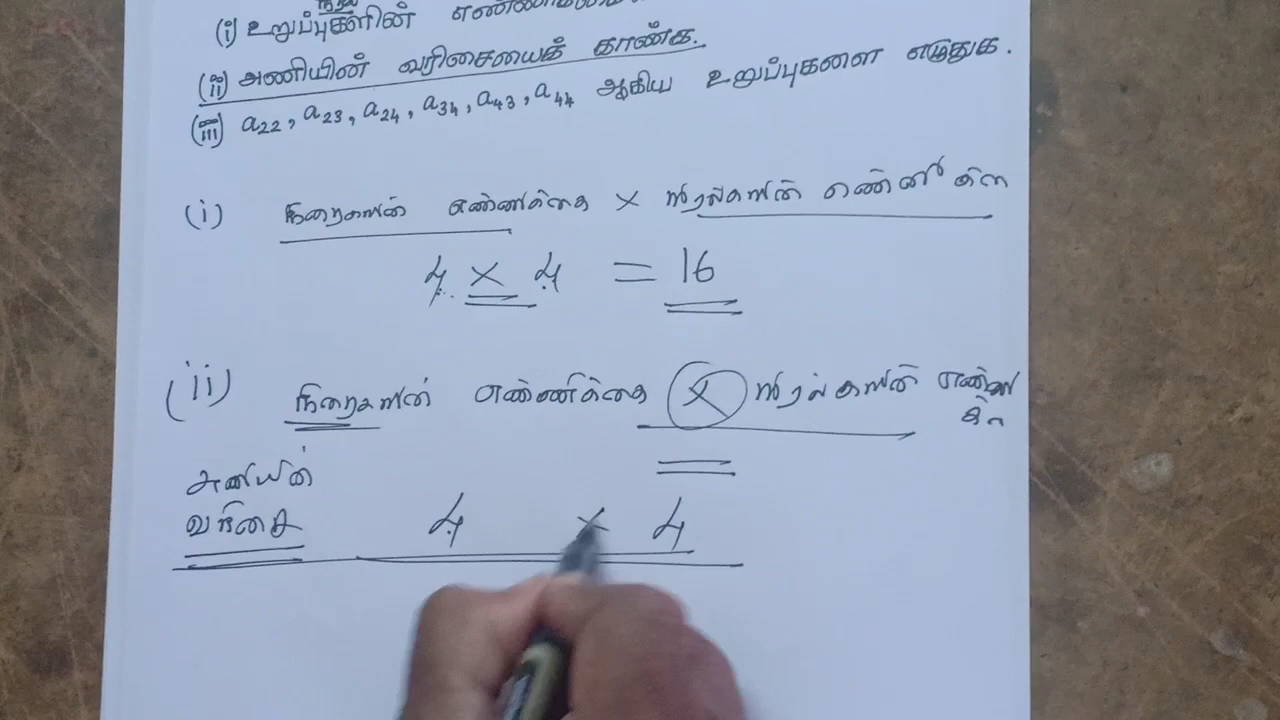 (i) உறுப்புகளின்
(ii) அணியின் வரிசையைக் காண்க.
(iii) a22, a23, a24, a34, a43, a44 ஆகிய உறுப்புகளை எழுதுக.
(i) நிறைகளின் எண்ணிக்கை × நிரல்களின் எண்ணிக்கை
4 × 4 = 16
(ii) நிறைகளின் எண்ணிக்கை × நிரல்களின் எண்ணிக்கை
அணியின்
வரிசை 4 × 4